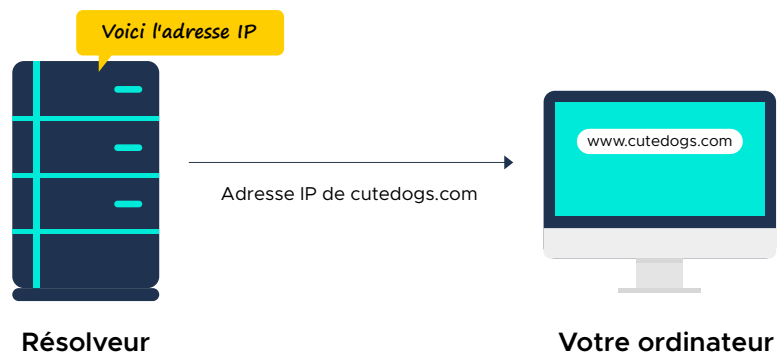 Voici l'adresse IP
www.cutedogs.com
Adresse IP de cutedogs.com
Résolveur
Votre ordinateur